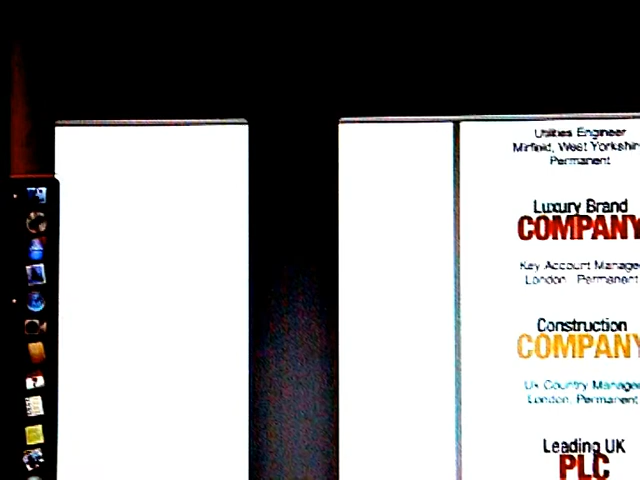 Utilities Engineer
Mirfield, West Yorkshir
Permanent
Luxury Brand
COMPANY
Key Account Manage
London, Permanent
Construction
COMPANY
UK Country Manage
London, Permanent
Leading UK
PLC